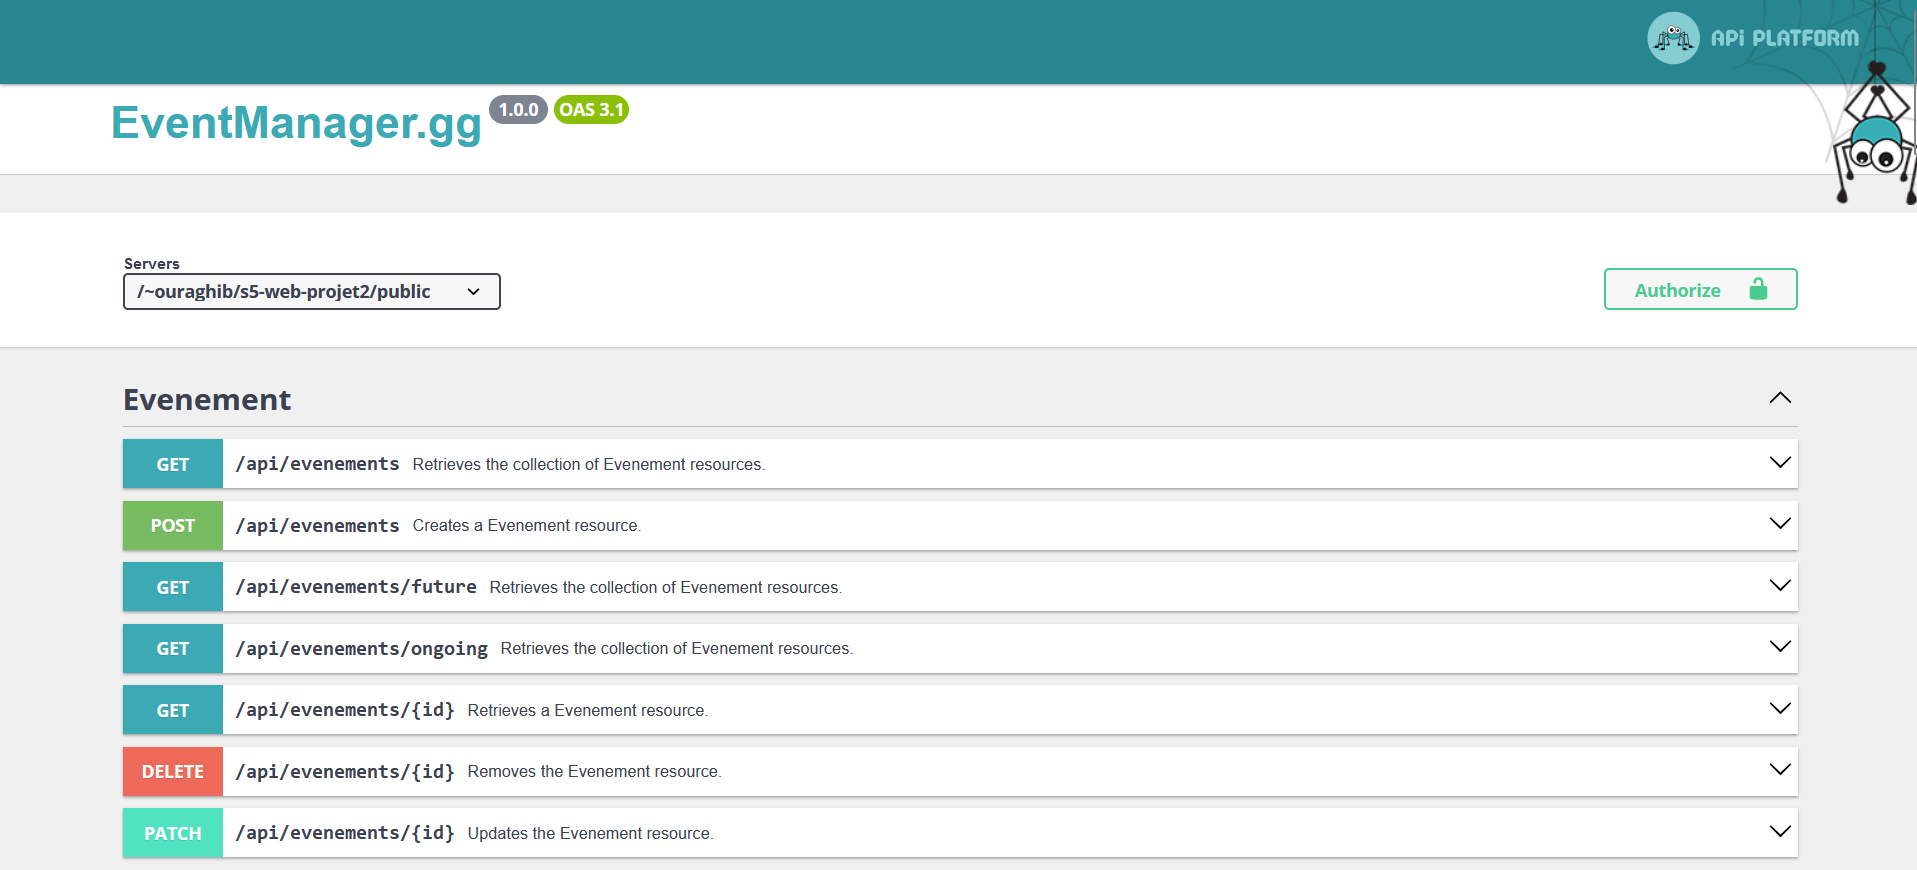 APi PLATFORM
EventManager.gg 1.0.0 OAS 3.1
Servers
/~ouraghib/s5-web-projet2/public
Authorize
Evenement
GET /api/evenements Retrieves the collection of Evenement resources.
POST /api/evenements Creates a Evenement resource.
GET /api/evenements/future Retrieves the collection of Evenement resources.
GET /api/evenements/ongoing Retrieves the collection of Evenement resources.
GET /api/evenements/{id} Retrieves a Evenement resource.
DELETE /api/evenements/{id} Removes the Evenement resource.
PATCH /api/evenements/{id} Updates the Evenement resource.